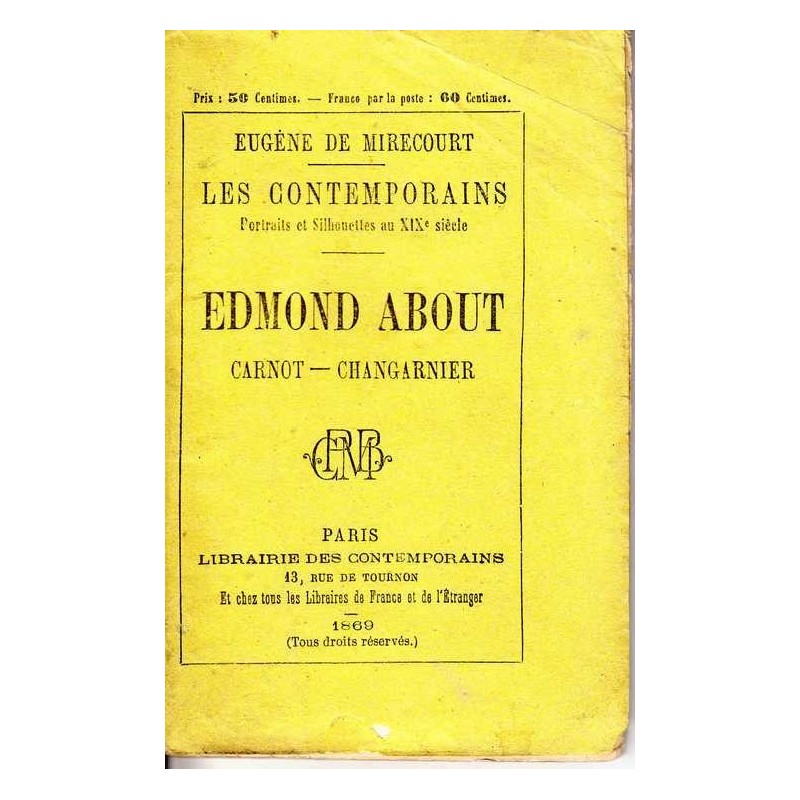 Prix : 50 Centimes. — Franco par la poste : 60 Centimes.
EUGÈNE DE MIRECOURT
LES CONTEMPORAINS
Portraits et Silhouettes au XIXe siècle
EDMOND ABOUT
CARNOT — CHANGARNIER
PARIS
LIBRAIRIE DES CONTEMPORAINS
13, RUE DE TOURNON
Et chez tous les Libraires de France et de l'Étranger
1869
(Tous droits réservés.)